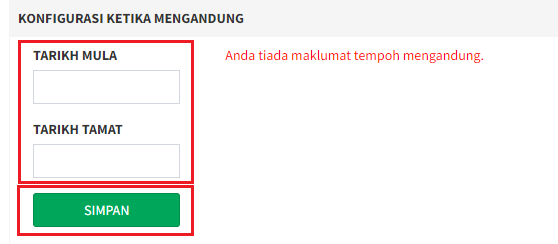 KONFIGURASI KETIKA MENGANDUNG
TARIKH MULA
Anda tiada maklumat tempoh mengandung.
TARIKH TAMAT
SIMPAN